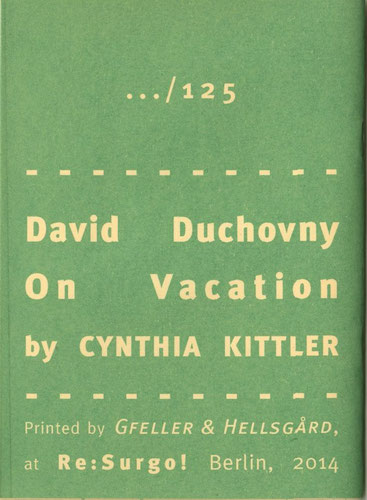 .../125
- - - - - - - - - -
David Duchovny
On Vacation
by CYNTHIA KITTLER
- - - - - - - - - -
Printed by GFELLER & HELLSGÅRD,
at Re:Surgo! Berlin, 2014